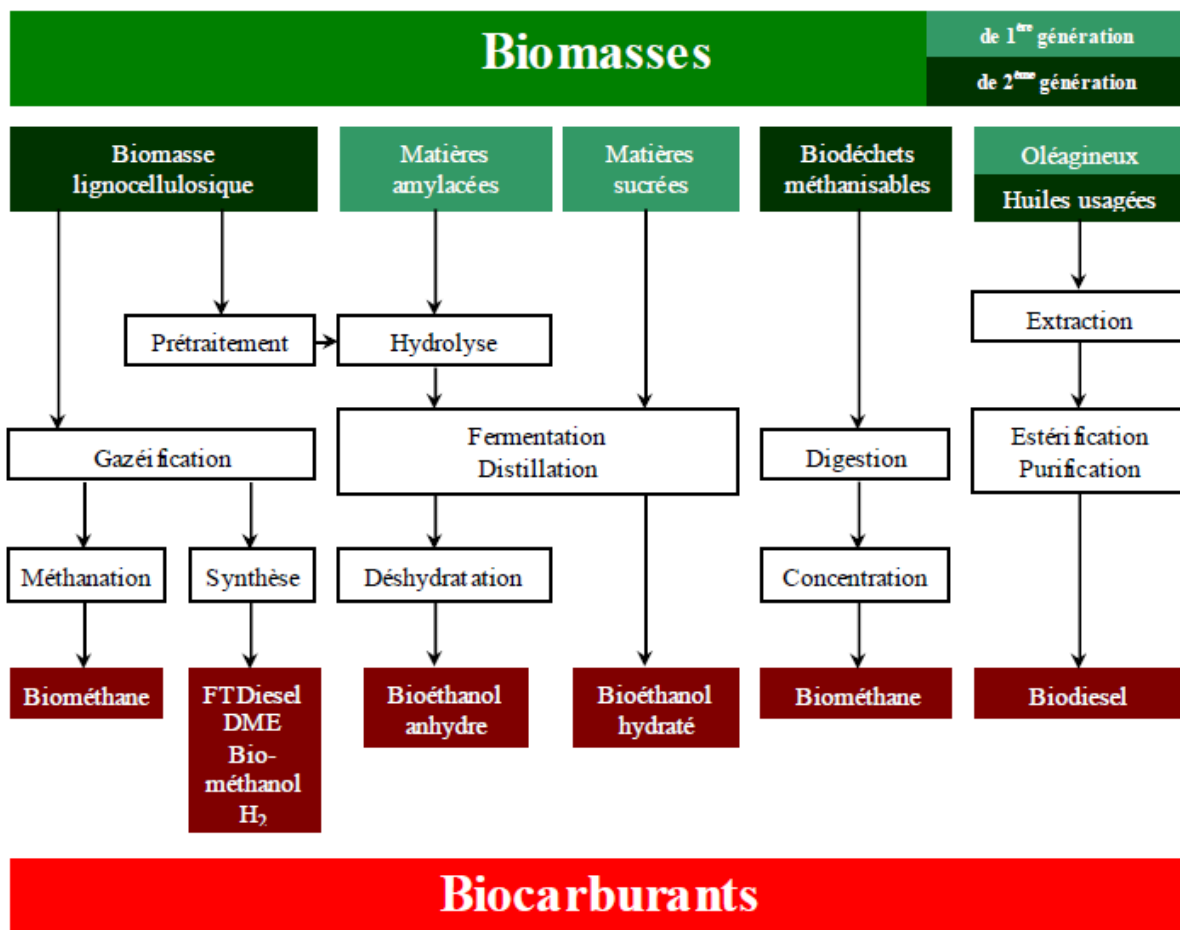 Biomasses
de 1ère génération
de 2ème génération
Biomasse
lignocellulosique
Matières
amylacées
Matières
sucrées
Biodéchets
méthanisables
Oléagineux
Huiles usagées
Prétraitement
Hydrolyse
Extraction
Gazéification
Fermentation
Distillation
Digestion
Estérification
Purification
Méthanation
Synthèse
Déshydratation
Concentration
Biométhane
FTDiesel
DME
Bio-
méthanol
H2
Bioéthanol
anhydre
Bioéthanol
hydraté
Biométhane
Biodiesel
Biocarburants